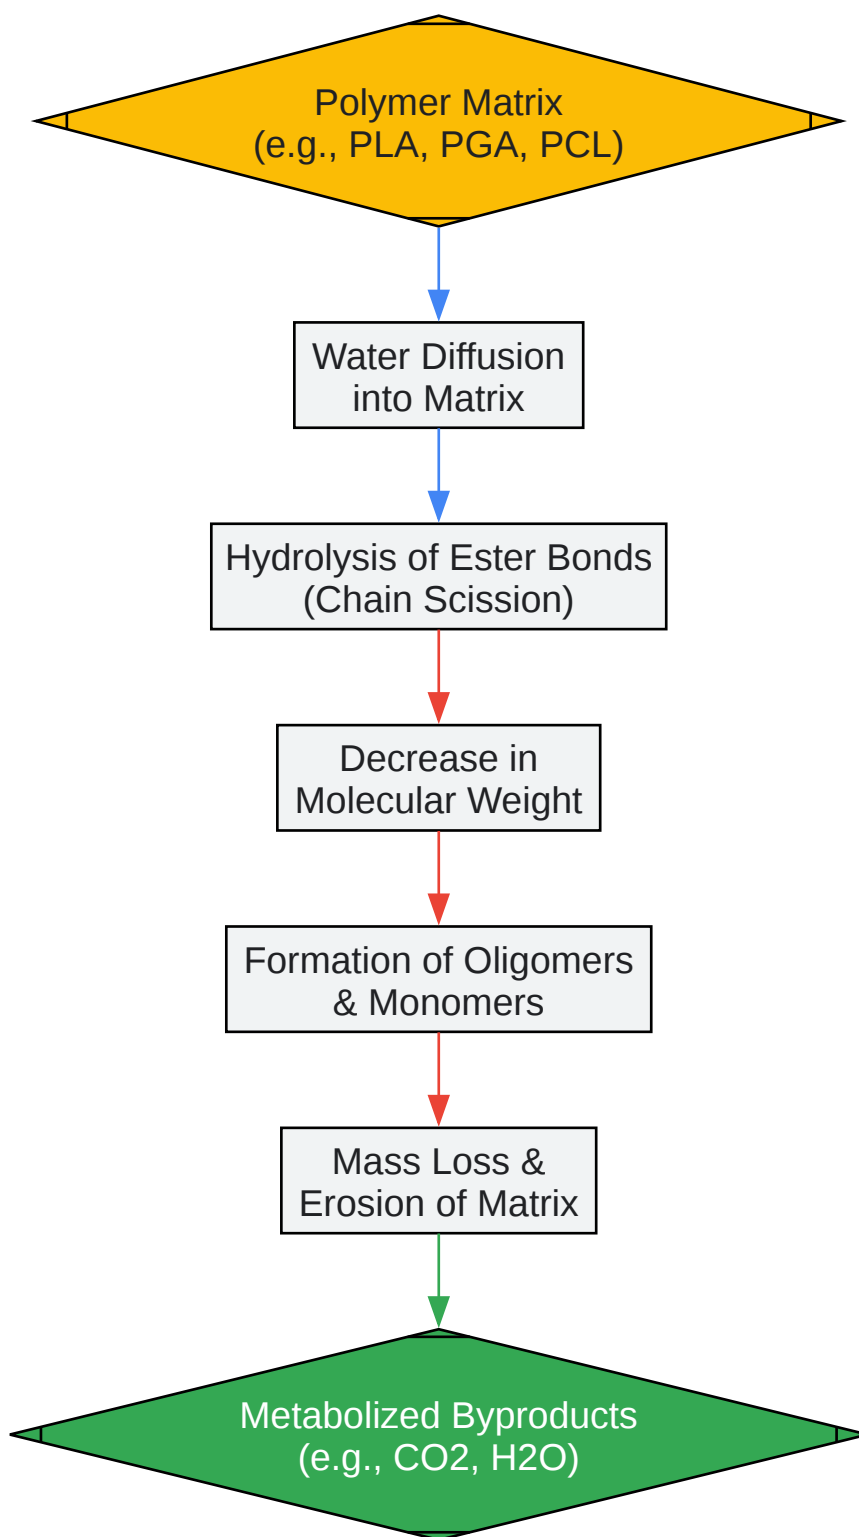 Polymer Matrix
(e.g., PLA, PGA, PCL)
Water Diffusion
into Matrix
Hydrolysis of Ester Bonds
(Chain Scission)
Decrease in
Molecular Weight
Formation of Oligomers
& Monomers
Mass Loss &
Erosion of Matrix
Metabolized Byproducts
(e.g., CO2, H2O)